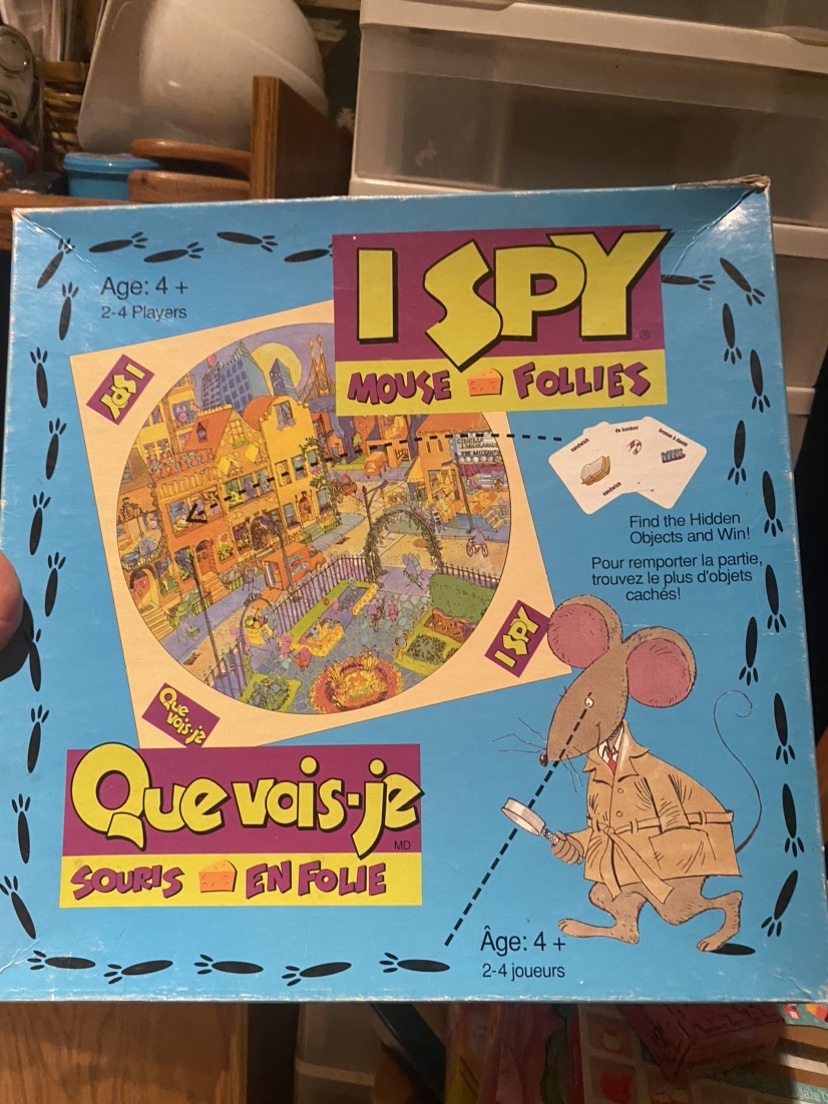 Age: 4 +
2-4 Players
I SPY
®
MOUSE FOLLIES
I SPY
sandwich
sandwich
Find the Hidden
Objects and Win!
Pour remporter la partie,
trouvez le plus d'objets
cachés!
I SPY
Que
vois-je
Que vois-je
MD
SOURIS EN FOLIE
Âge: 4 +
2-4 joueurs